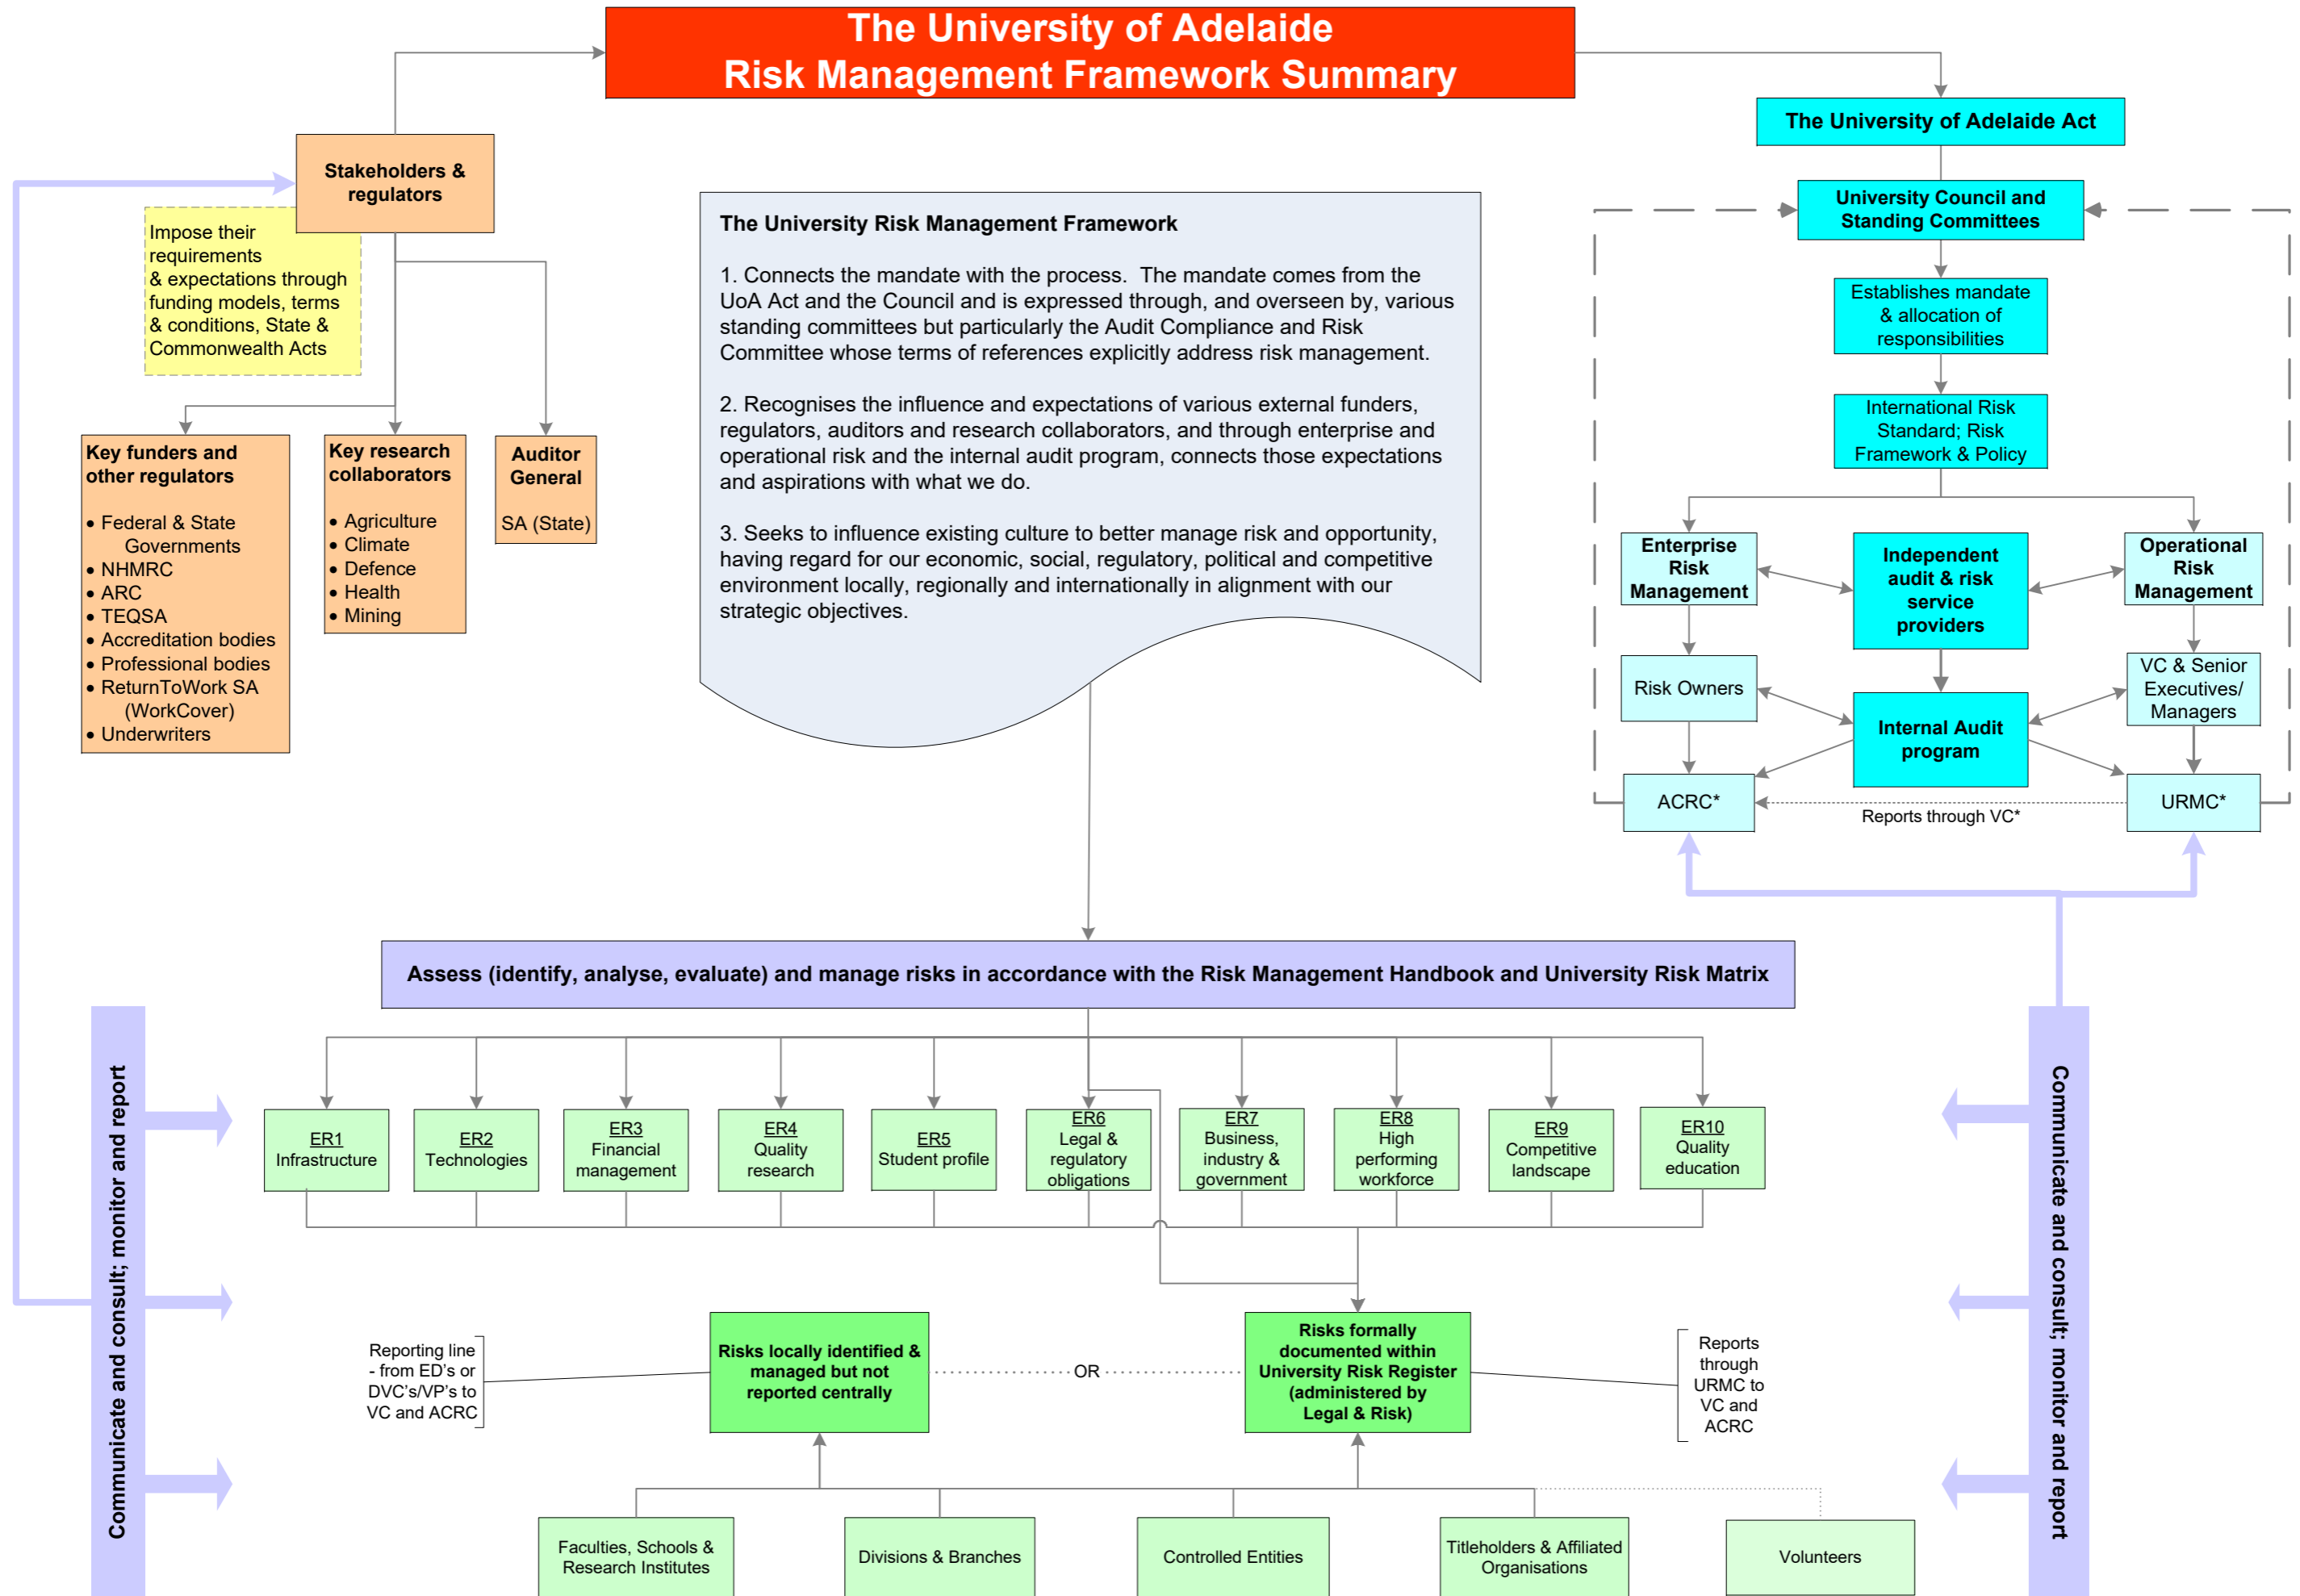 The University of Adelaide
Risk Management Framework Summary
The University of Adelaide Act
Stakeholders &
regulators
Impose their
requirements
& expectations through
funding models, terms
& conditions, State &
Commonwealth Acts
Key funders and
other regulators
• Federal & State
Governments
• NHMRC
• ARC
• TEQSA
• Accreditation bodies
• Professional bodies
• ReturnToWork SA
(WorkCover)
• Underwriters
Key research
collaborators
• Agriculture
• Climate
• Defence
• Health
• Mining
Auditor
General
SA (State)
The University Risk Management Framework
1. Connects the mandate with the process. The mandate comes from the
UoA Act and the Council and is expressed through, and overseen by, various
standing committees but particularly the Audit Compliance and Risk
Committee whose terms of references explicitly address risk management.
2. Recognises the influence and expectations of various external funders,
regulators, auditors and research collaborators, and through enterprise and
operational risk and the internal audit program, connects those expectations
and aspirations with what we do.
3. Seeks to influence existing culture to better manage risk and opportunity,
having regard for our economic, social, regulatory, political and competitive
environment locally, regionally and internationally in alignment with our
strategic objectives.
University Council and
Standing Committees
Establishes mandate
& allocation of
responsibilities
International Risk
Standard; Risk
Framework & Policy
Enterprise
Risk
Management
Independent
audit & risk
service
providers
Operational
Risk
Management
Risk Owners
Internal Audit
program
VC & Senior
Executives/
Managers
ACRC*
Reports through VC*
URMC*
Assess (identify, analyse, evaluate) and manage risks in accordance with the Risk Management Handbook and University Risk Matrix
Communicate and consult; monitor and report
ER1
Infrastructure
ER2
Technologies
ER3
Financial
management
ER4
Quality
research
ER5
Student profile
ER6
Legal &
regulatory
obligations
ER7
Business,
industry &
government
ER8
High
performing
workforce
ER9
Competitive
landscape
ER10
Quality
education
Communicate and consult; monitor and report
Reporting line
- from ED's or
DVC's/VP's to
VC and ACRC
Risks locally identified &
managed but not
reported centrally
OR
Risks formally
documented within
University Risk Register
(administered by
Legal & Risk)
Reports
through
URMC to
VC and
ACRC
Faculties, Schools &
Research Institutes
Divisions & Branches
Controlled Entities
Titleholders & Affiliated
Organisations
Volunteers